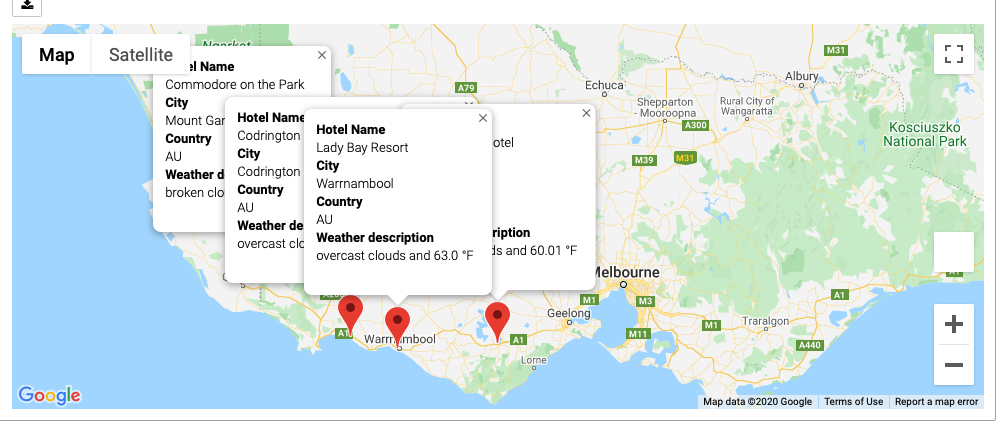 Map
Satellite
Hotel Name
Commodore on the Park
City
Mount Gar
Country
AU
Weather d
broken clo
Hotel Name
Codrington
City
Codrington
Country
AU
Weather de
overcast clo
Hotel Name
Lady Bay Resort
City
Warrnambool
Country
AU
Weather description
overcast clouds and 63.0 °F
otel
ription
ds and 60.01 °F
Ngarkat
A79
M31
Echuca
Albury
Shepparton
- Mooroopna
Rural City of
Wangaratta
A300
M39
M31
Kosciuszko
National Park
Melbourne
A1
A1
M1
M3
Geelong
M1
Traralgon
M11
A440
Warrnambool
A1
Lorne
Google
Map data ©2020 Google
Terms of Use
Report a map error